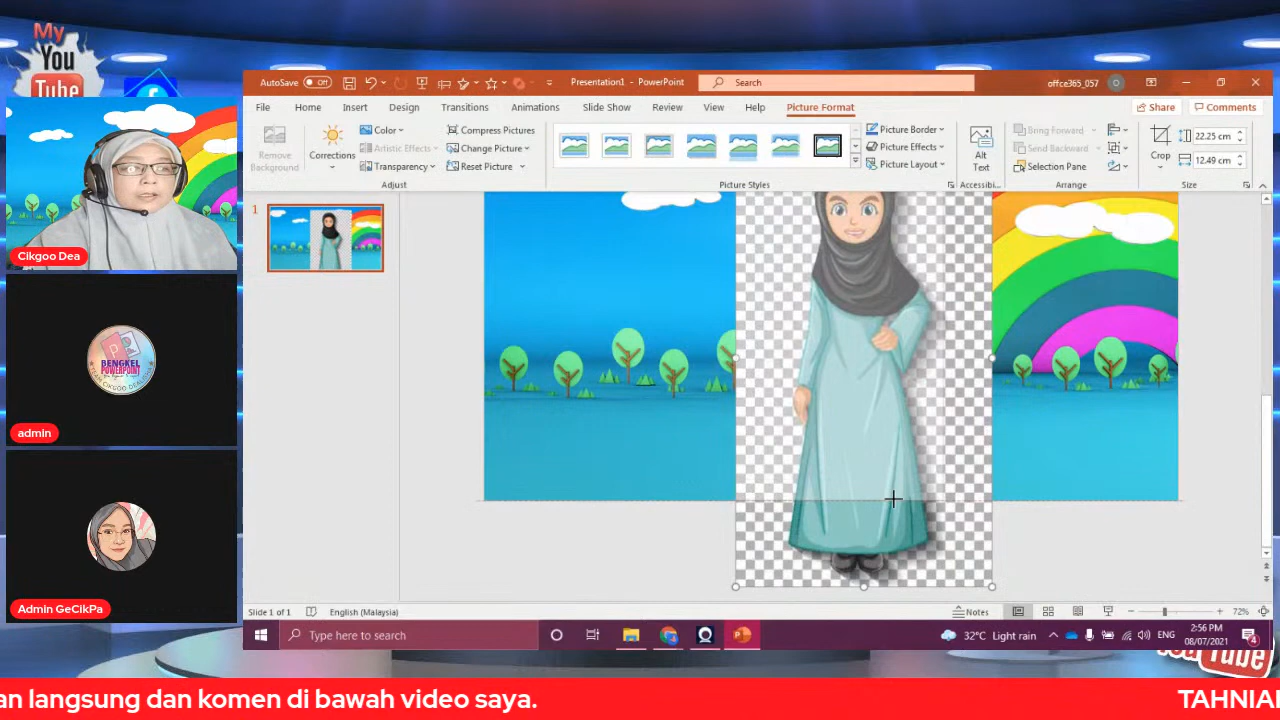 My
You
Tube
Cikgoo Dea
BENGKEL
POWERPOINT
admin
Admin GeCikPa
AutoSave Off
Presentation1 - PowerPoint
Search
offce365_057
File Home Insert Design Transitions Animations Slide Show Review View Help Picture Format
Share Comments
Remove
Background
Corrections
Color
Artistic Effects
Transparency
Compress Pictures
Change Picture
Reset Picture
Adjust
Picture Border
Picture Effects
Picture Layout
Picture Styles
Alt
Text
Accessibi...
Bring Forward
Send Backward
Selection Pane
Arrange
Crop
22.25 cm
12.49 cm
Size
1
Slide 1 of 1 English (Malaysia)
Notes
72%
Type here to search
32°C Light rain
ENG
2:56 PM
08/07/2021
4
an langsung dan komen di bawah video saya.
TAHNIA